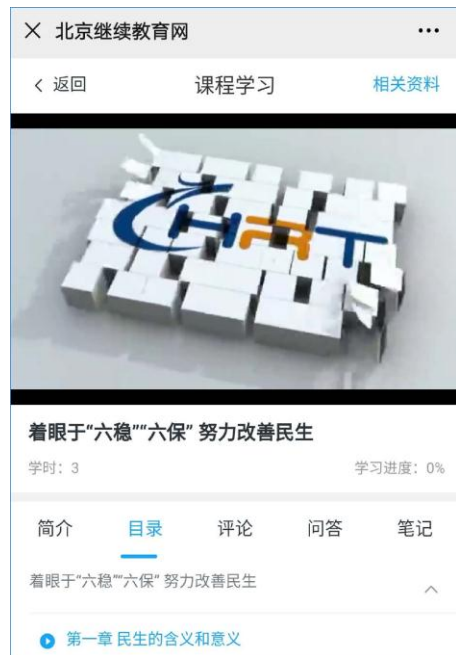 北京继续教育网
返回 课程学习 相关资料
CHRT
着眼于“六稳”“六保” 努力改善民生
学时：3 学习进度：0%
简介 目录 评论 问答 笔记
着眼于“六稳”“六保” 努力改善民生
第一章 民生的含义和意义